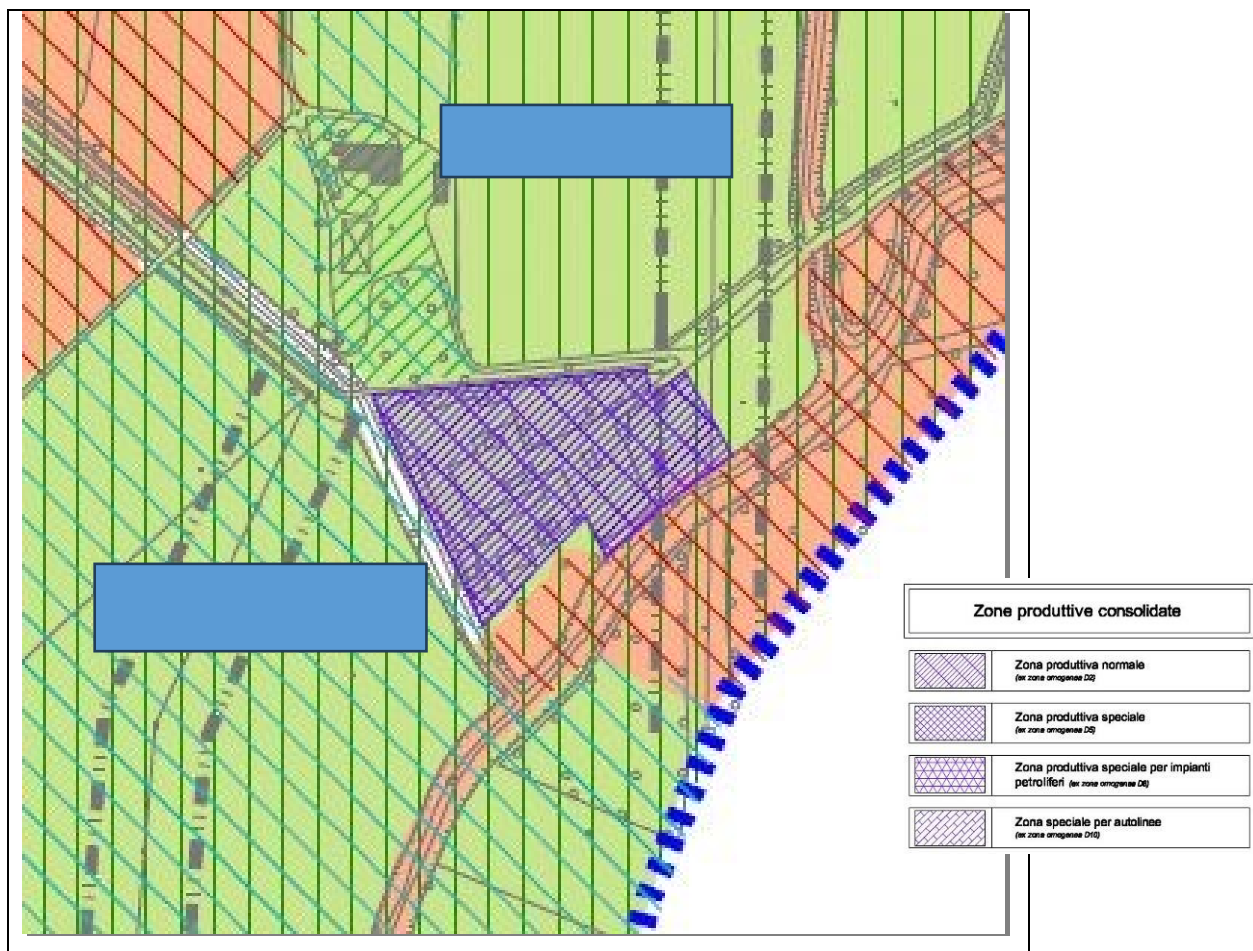 Zone produttive consolidate
Zona produttiva normale
(ex zona omogenea D2)
Zona produttiva speciale
(ex zona omogenea D5)
Zona produttiva speciale per impianti
petroliferi (ex zona omogenea D8)
Zona speciale per autolinee
(ex zona omogenea D10)